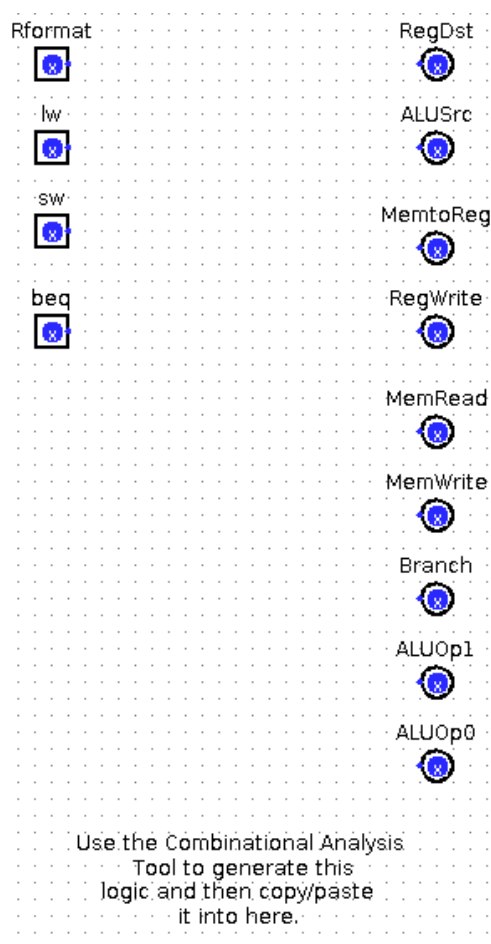 Rformat RegDst
x x
lw ALUSrc
x x
sw MemtoReg
x x
beq RegWrite
x x
MemRead
x
MemWrite
x
Branch
x
ALUOp1
x
ALUOp0
x
Use the Combinational Analysis
Tool to generate this
logic and then copy/paste
it into here.